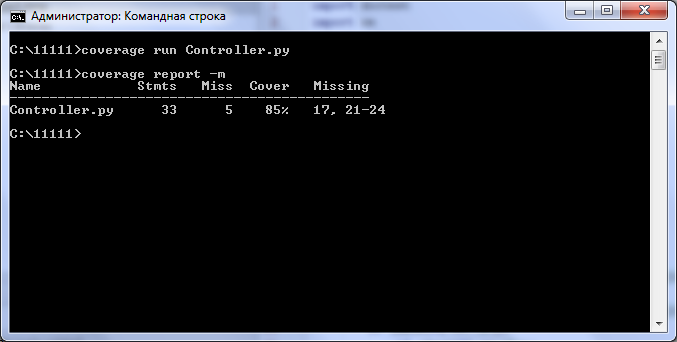 Администратор: Командная строка
C:\11111>coverage run Controller.py
C:\11111>coverage report -m
Name Stmts Miss Cover Missing
Controller.py 33 5 85% 17, 21-24
C:\11111>